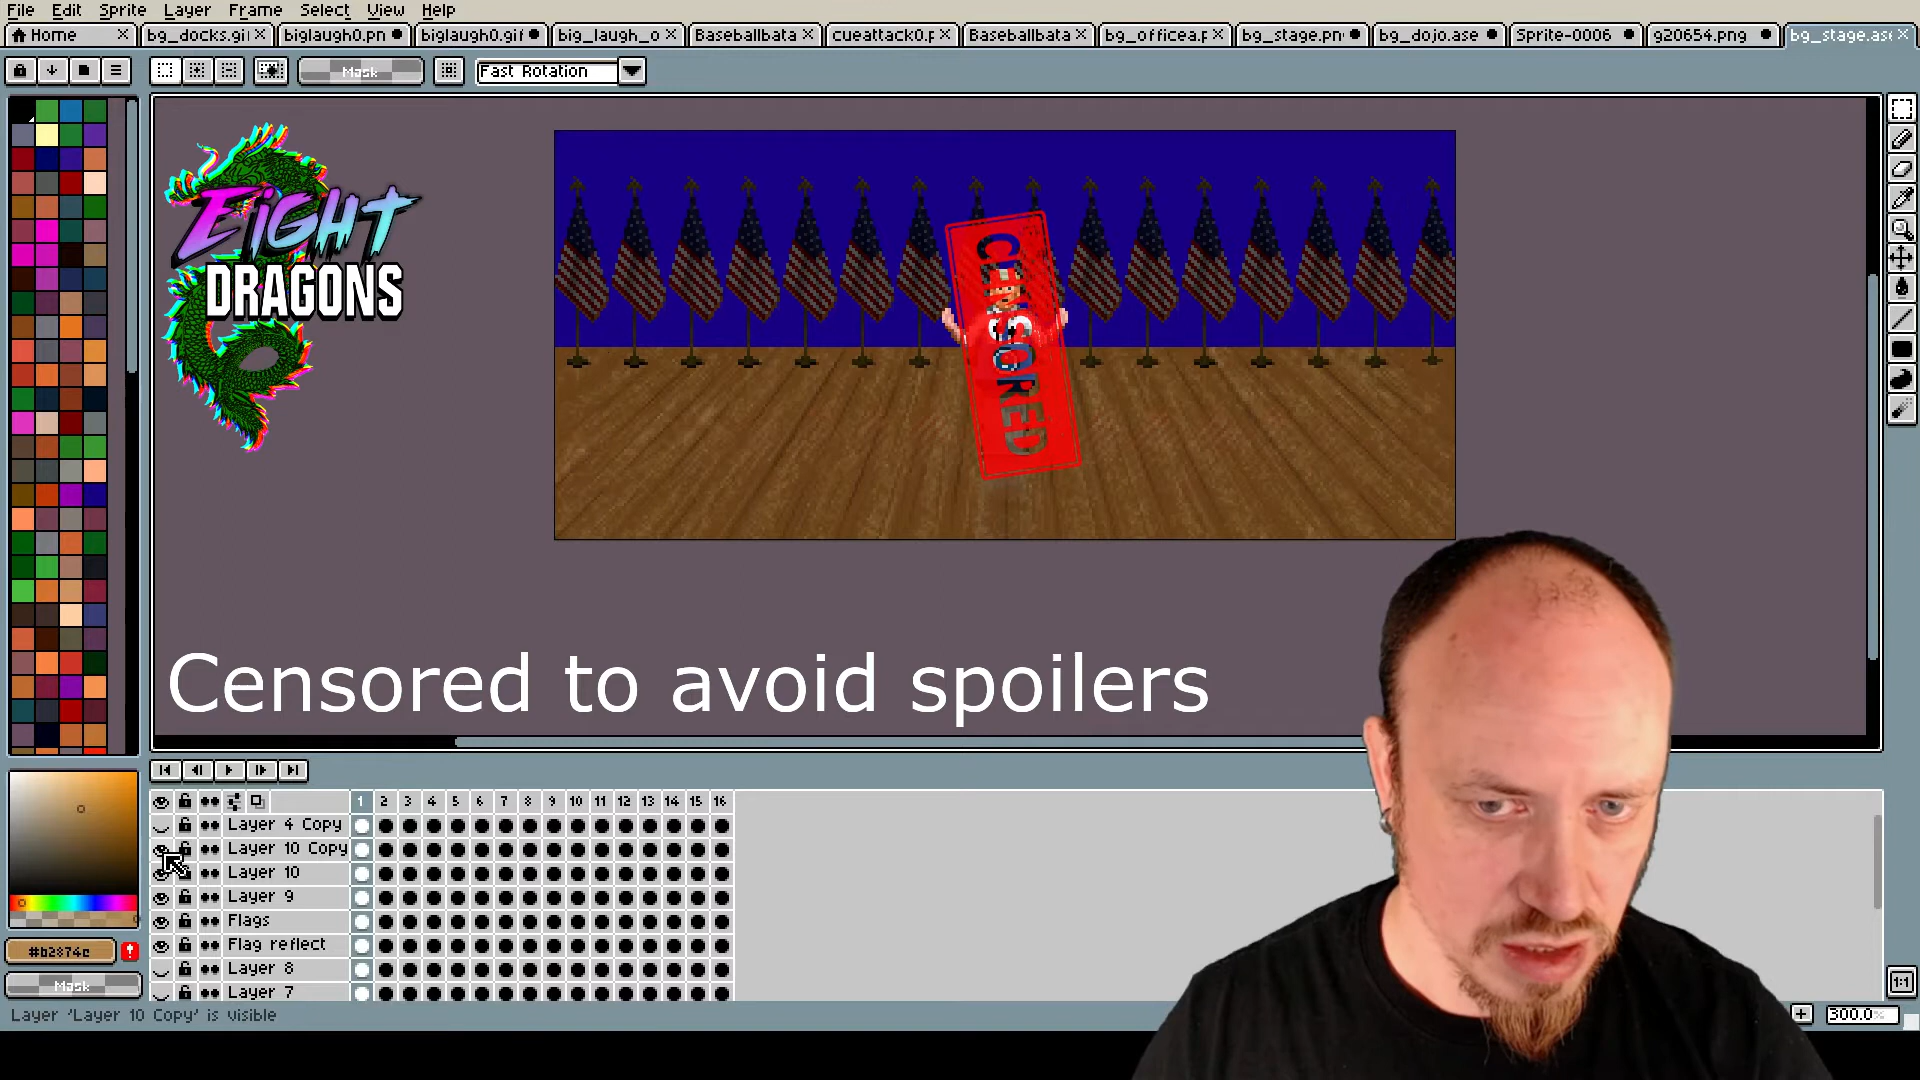 File Edit Sprite Layer Frame Select View Help
Home bg_docks.gi biglaugh0.pn biglaugh0.gif big_laugh_o Baseballbata cueattack0.p Baseballbata bg_officea.p bg_stage.pn bg_dojo.ase Sprite-0006 g20654.png bg_stage.ase
Mask Fast Rotation
EIGHT
DRAGONS
CENSORED
Censored to avoid spoilers
1 2 3 4 5 6 7 8 9 10 11 12 13 14 15 16
Layer 4 Copy
Layer 10 Copy
Layer 10
Layer 9
Flags
Flag reflect
Layer 8
Layer 7
#b2874c
Mask
1:1
Layer 'Layer 10 Copy' is visible
300.0%